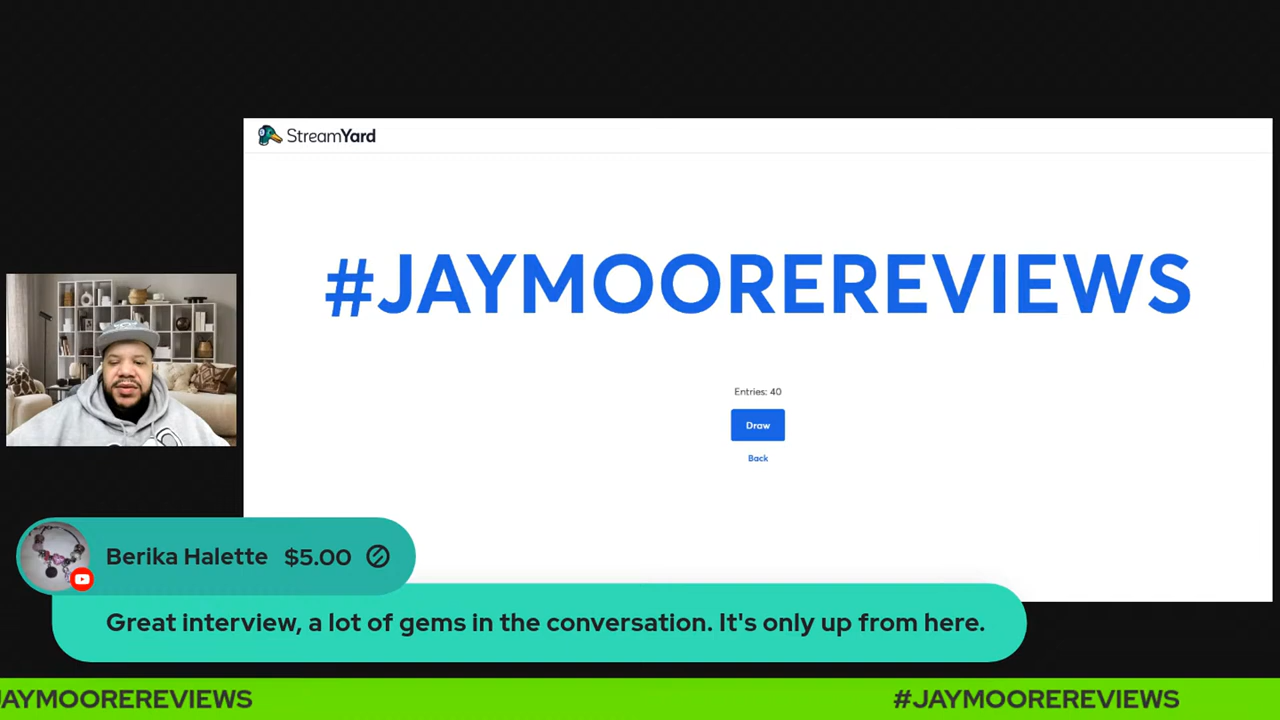 StreamYard
#JAYMOOREREVIEWS
Entries: 40
Draw
Back
Berika Halette $5.00
Great interview, a lot of gems in the conversation. It's only up from here.
JAYMOOREREVIEWS #JAYMOOREREVIEWS